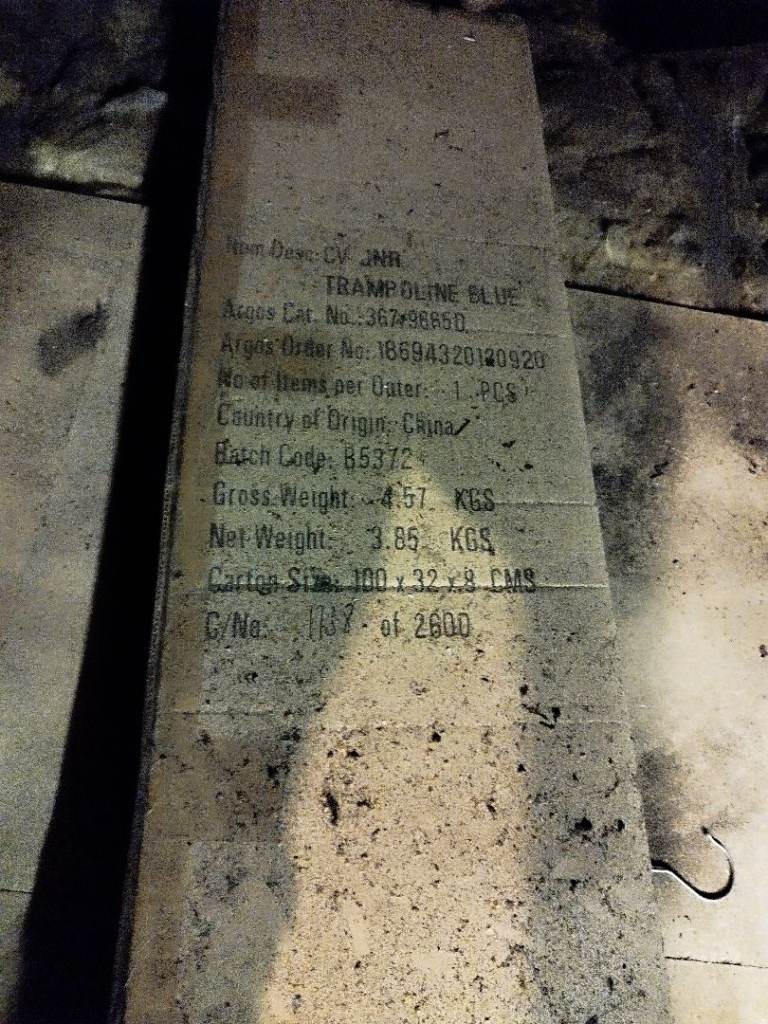 Item Desc: CV JNR
TRAMPOLINE BLUE
Argos Cat. No.: 367/9665D
Argos Order No: 18694320120920
No of Items per Outer: 1 PCS
Country of Origin: China
Batch Code: B5372
Gross Weight: 4.57 KGS
Net Weight: 3.85 KGS
Carton Size: 100 x 32 x 8 CMS
C/No: 1738 of 2600